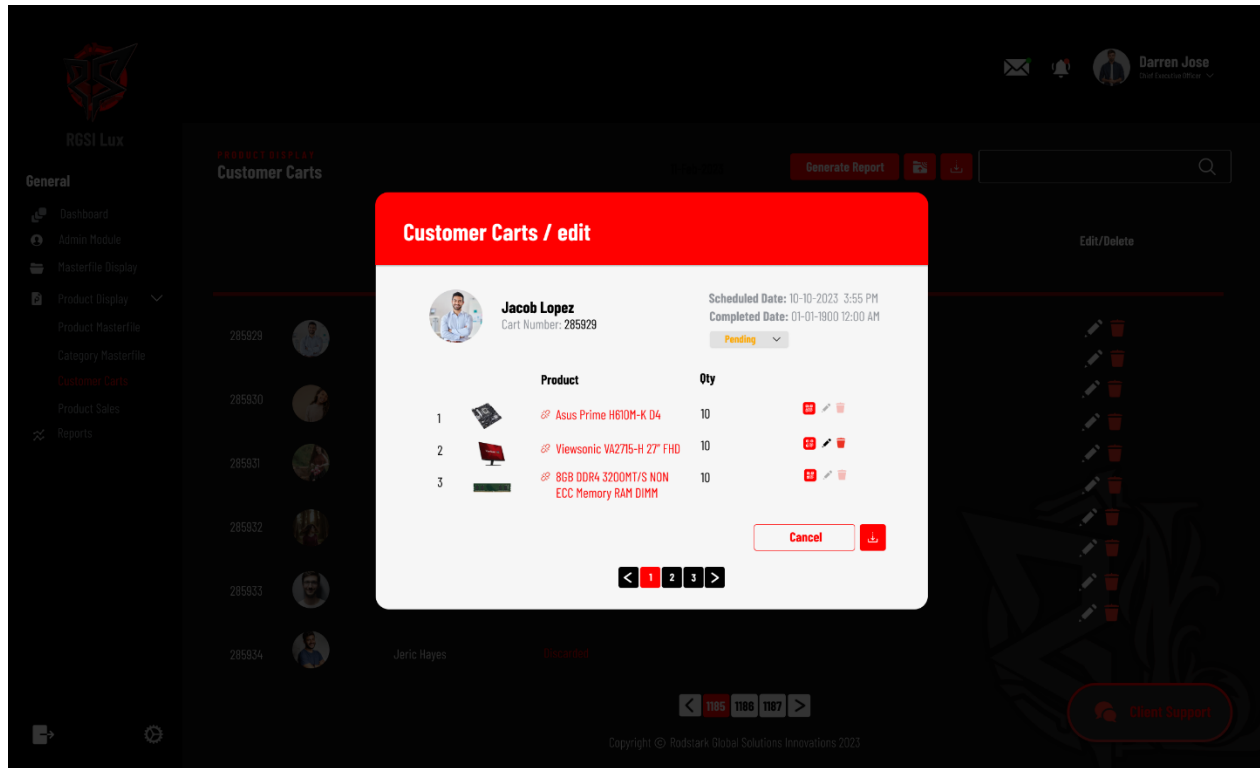 Darren Jose
Chief Executive Officer
RGSI Lux
PRODUCT DISPLAY
Customer Carts
Generate Report
General
Dashboard
Admin Module
Masterfile Display
Product Display
Product Masterfile
Category Masterfile
Customer Carts
Product Sales
Reports
Edit/Delete
Customer Carts / edit
Jacob Lopez
Cart Number: 285929
Scheduled Date: 10-10-2023 3:55 PM
Completed Date: 01-01-1900 12:00 AM
Pending
Product Qty
1 Asus Prime H610M-K D4 10
2 Viewsonic VA2715-H 27" FHD 10
3 8GB DDR4 3200MT/S NON 10
ECC Memory RAM DIMM
Cancel
< 1 2 3 >
285929
285930
285931
285932
285933
285934 Jeric Hayes Discarded
< 1185 1186 1187 >
Client Support
Copyright © Rodstark Global Solutions Innovations 2023